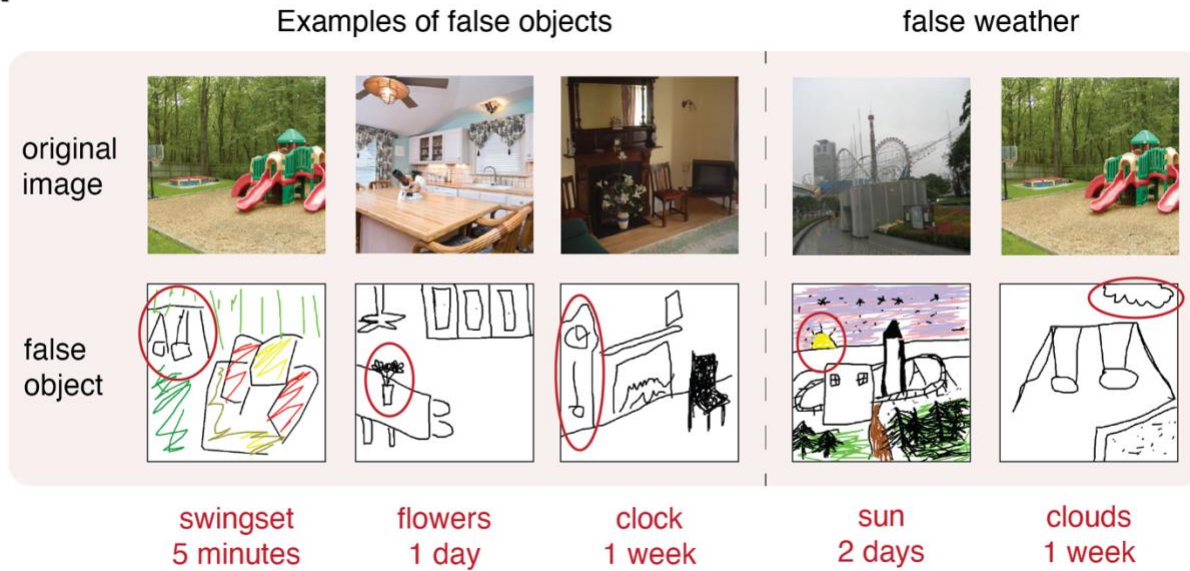 Examples of false objects
false weather
original
image
false
object
swingset
5 minutes
flowers
1 day
clock
1 week
sun
2 days
clouds
1 week